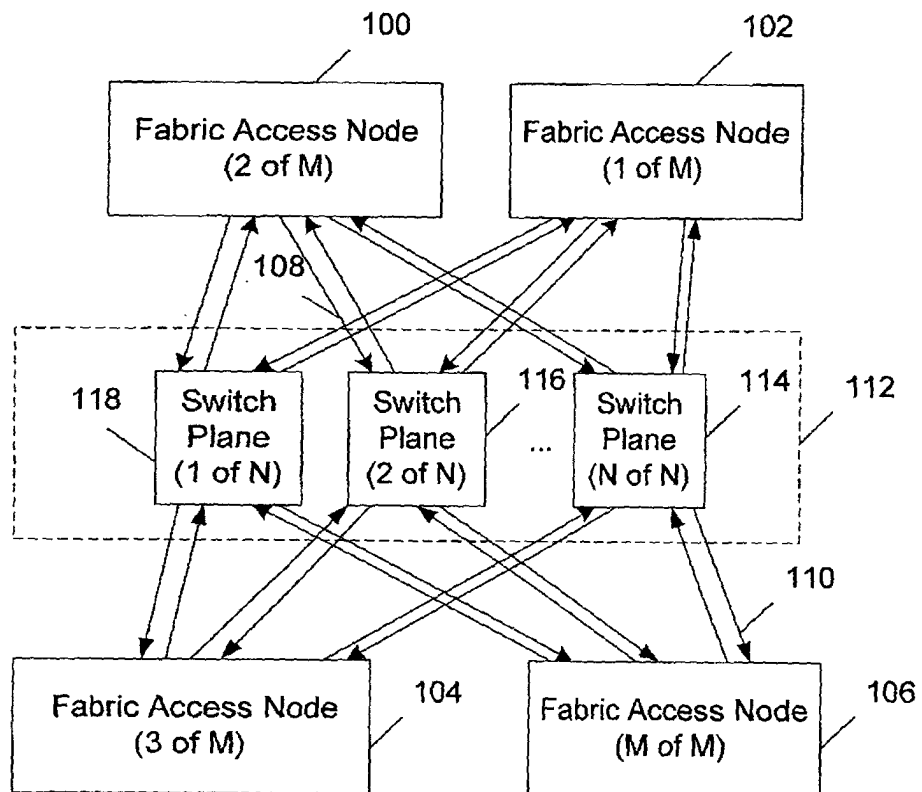 100
102
Fabric Access Node
(2 of M)
Fabric Access Node
(1 of M)
108
118
Switch
Plane
(1 of N)
Switch
Plane
(2 of N)
116
...
Switch
Plane
(N of N)
114
112
110
Fabric Access Node
(3 of M)
104
Fabric Access Node
(M of M)
106